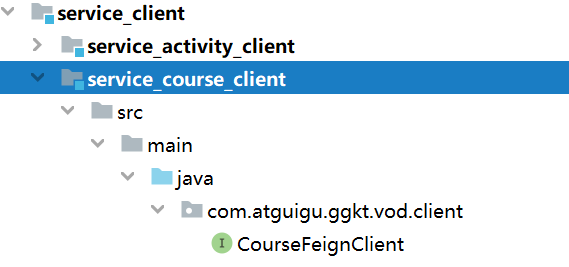 service_client
service_activity_client
service_course_client
src
main
java
com.atguigu.ggkt.vod.client
I CourseFeignClient